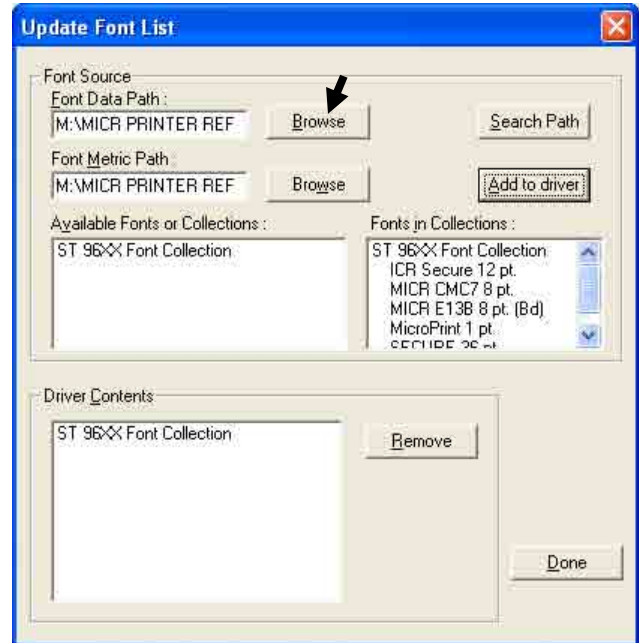 Update Font List
Font Source
Font Data Path :
M:\MICR PRINTER REF
Browse
Search Path
Font Metric Path :
M:\MICR PRINTER REF
Browse
Add to driver
Available Fonts or Collections :
Fonts in Collections :
ST 96XX Font Collection
ST 96XX Font Collection
ICR Secure 12 pt.
MICR CMC7 8 pt.
MICR E13B 8 pt. (Bd)
MicroPrint 1 pt.
SECURE 36 pt
Driver Contents
ST 96XX Font Collection
Remove
Done